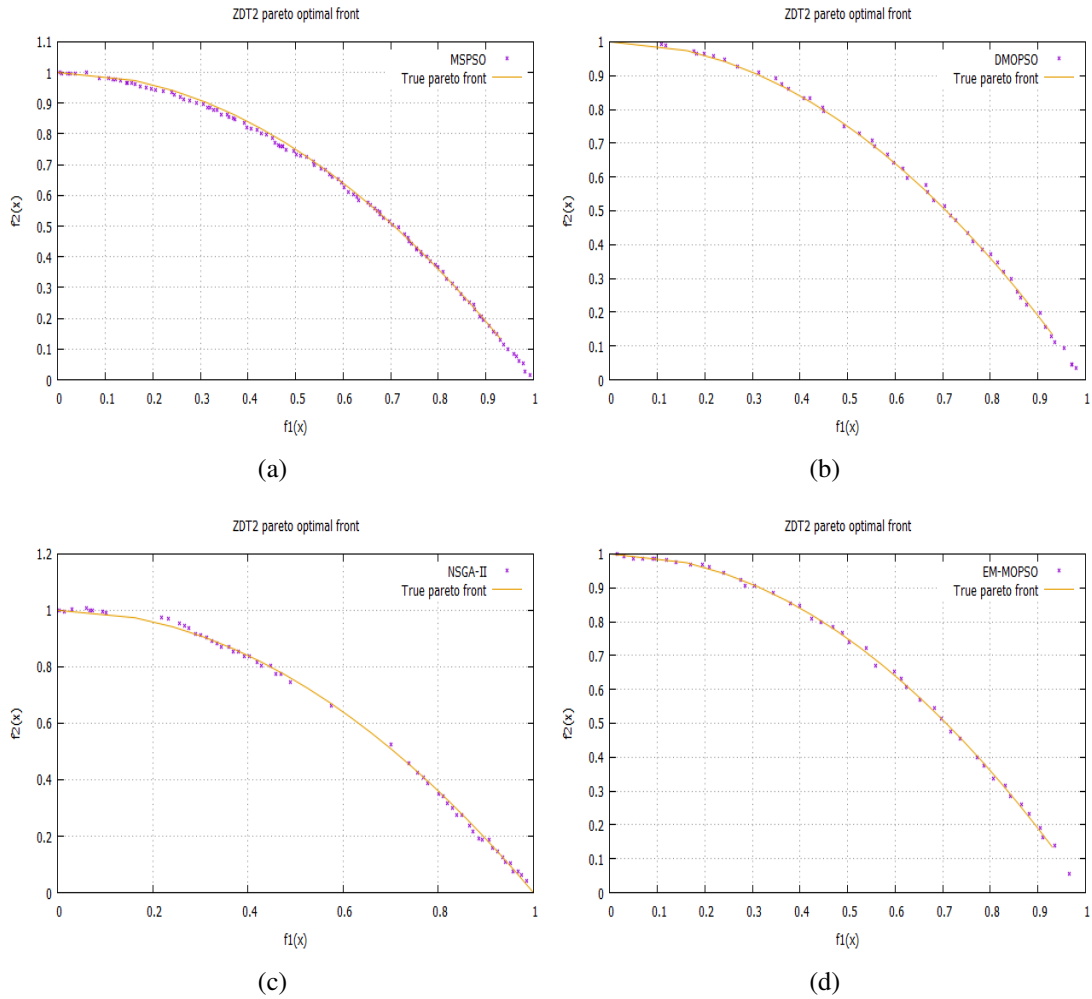 ZDT2 pareto optimal front
MSPSO
True pareto front
1.1
1
0.9
0.8
0.7
0.6
0.5
0.4
0.3
0.2
0.1
0
f2(x)
0 0.1 0.2 0.3 0.4 0.5 0.6 0.7 0.8 0.9 1
f1(x)
(a)
ZDT2 pareto optimal front
DMOPSO
True pareto front
1
0.9
0.8
0.7
0.6
0.5
0.4
0.3
0.2
0.1
0
f2(x)
0 0.1 0.2 0.3 0.4 0.5 0.6 0.7 0.8 0.9 1
f1(x)
(b)
ZDT2 pareto optimal front
NSGA-II
True pareto front
1.2
1
0.8
0.6
0.4
0.2
0
f2(x)
0 0.2 0.4 0.6 0.8 1
f1(x)
(c)
ZDT2 pareto optimal front
EM-MOPSO
True pareto front
1
0.9
0.8
0.7
0.6
0.5
0.4
0.3
0.2
0.1
0
f2(x)
0 0.1 0.2 0.3 0.4 0.5 0.6 0.7 0.8 0.9 1
f1(x)
(d)